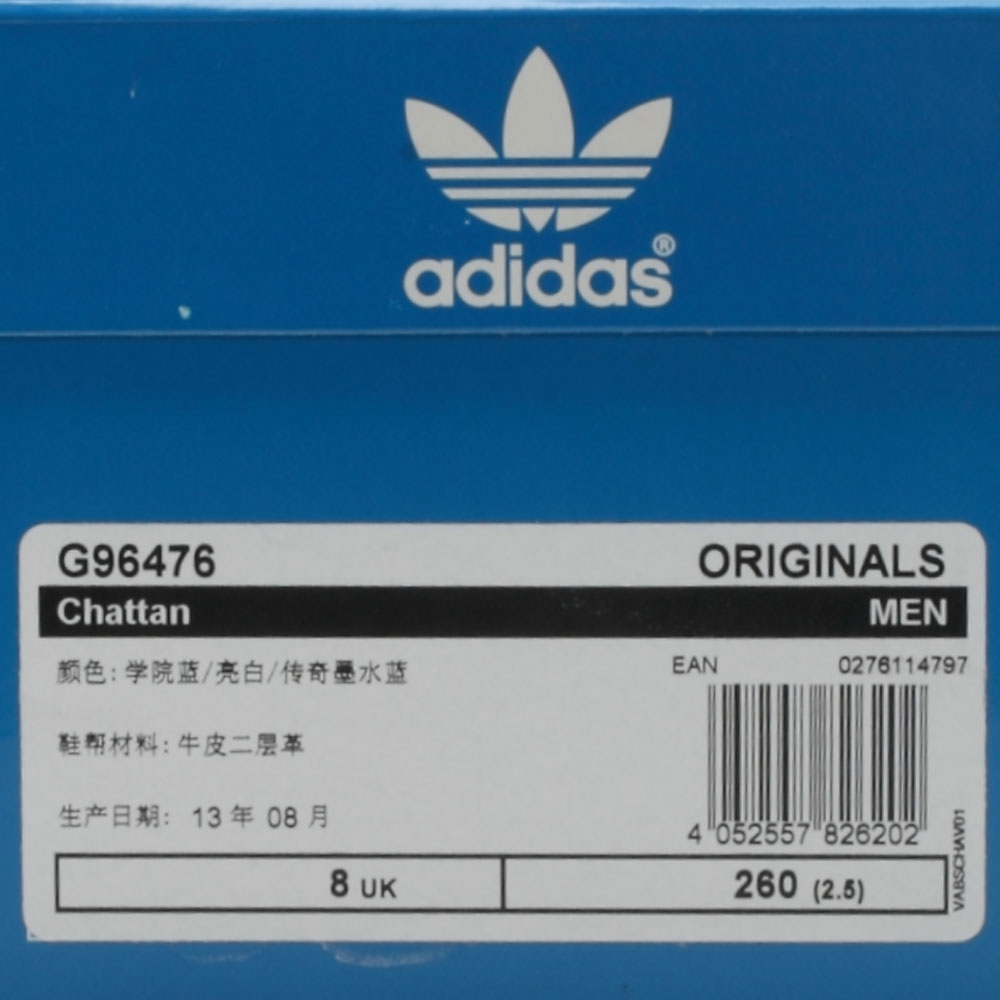 adidas®
G96476 ORIGINALS
Chattan MEN
颜色: 学院蓝/亮白/传奇墨水蓝
EAN 0276114797
鞋帮材料: 牛皮二层革
生产日期: 13 年 08 月
4 052557 826202
VABSCHAV01
8 UK 260 (2.5)